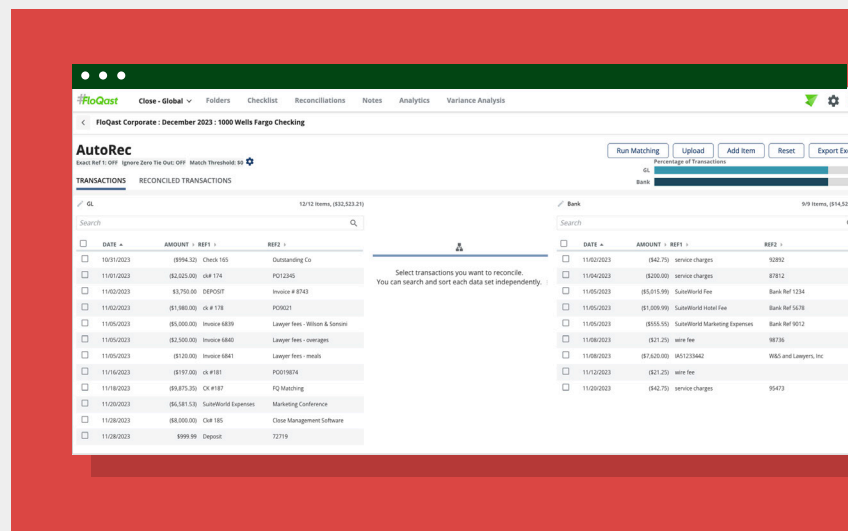 FloQast Close - Global Folders Checklist Reconciliations Notes Analytics Variance Analysis
FloQast Corporate : December 2023 : 1000 Wells Fargo Checking
AutoRec
Exact Ref 1: OFF Ignore Zero Tie Out: OFF Match Threshold: $0
Run Matching Upload Add Item Reset Export Exc
Percentage of Transactions
GL
Bank
TRANSACTIONS RECONCILED TRANSACTIONS
GL 12/12 Items, ($32,523.21)
Search
DATE AMOUNT REF1 REF2
10/31/2023 ($994.32) Check 165 Outstanding Co
11/01/2023 ($2,025.00) ck# 174 PO12345
11/02/2023 $3,750.00 DEPOSIT Invoice # 8743
11/02/2023 ($1,980.00) ck # 178 PO9021
11/05/2023 ($5,000.00) Invoice 6839 Lawyer fees - Wilson & Sonsini
11/05/2023 ($2,500.00) Invoice 6840 Lawyer fees - overages
11/05/2023 ($120.00) Invoice 6841 Lawyer fees - meals
11/16/2023 ($197.00) ck #181 PO019874
11/18/2023 ($9,875.35) CK #187 FQ Matching
11/20/2023 ($6,581.53) SuiteWorld Expenses Marketing Conference
11/28/2023 ($8,000.00) Ck# 185 Close Management Software
11/28/2023 $999.99 Deposit 72719
Select transactions you want to reconcile.
You can search and sort each data set independently.
Bank 9/9 Items, ($14,52
Search
DATE AMOUNT REF1 REF2
11/02/2023 ($42.75) service charges 92892
11/04/2023 ($200.00) service charges 87812
11/05/2023 ($5,015.99) SuiteWorld Fee Bank Ref 1234
11/05/2023 ($1,009.99) SuiteWorld Hotel Fee Bank Ref 5678
11/05/2023 ($555.55) SuiteWorld Marketing Expenses Bank Ref 9012
11/08/2023 ($21.25) wire fee 98736
11/08/2023 ($7,620.00) IA51233442 W&S and Lawyers, Inc
11/12/2023 ($21.25) wire fee
11/20/2023 ($42.75) service charges 95473